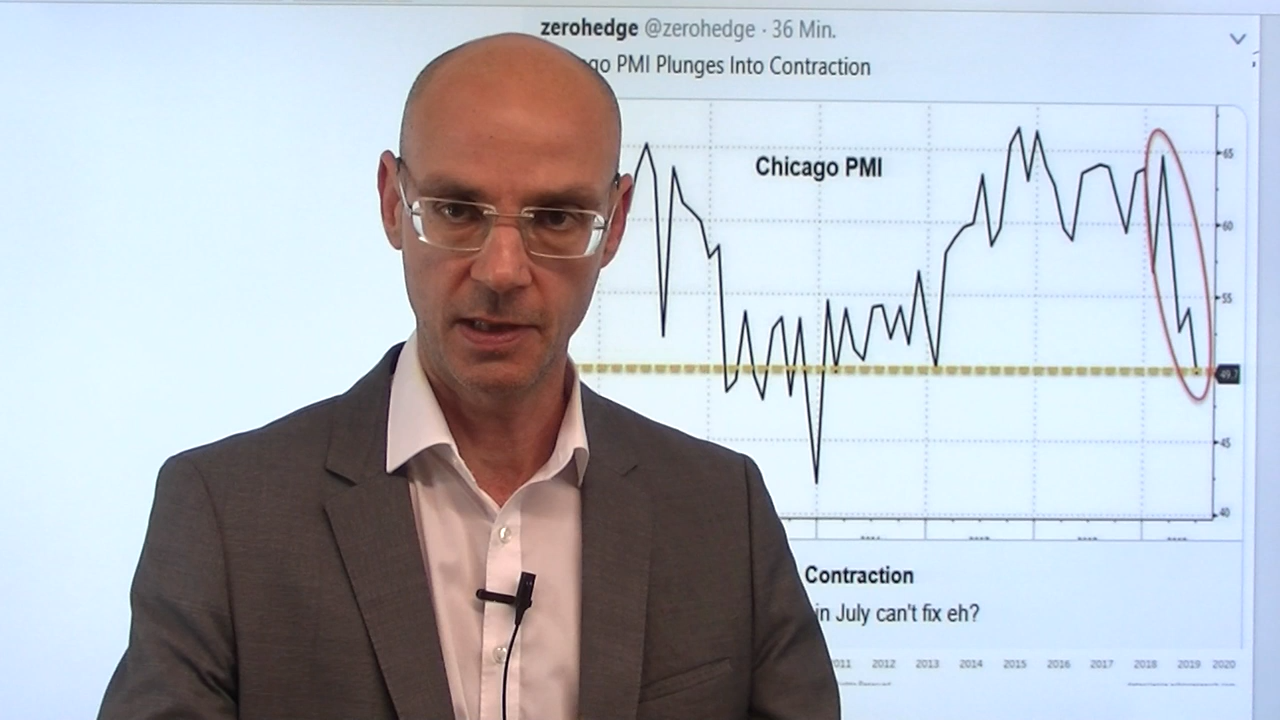 zerohedge @zerohedge · 36 Min.
go PMI Plunges Into Contraction
Chicago PMI
65
60
55
49.7
45
40
Contraction
in July can't fix eh?
2011 2012 2013 2014 2015 2016 2017 2018 2019 2020